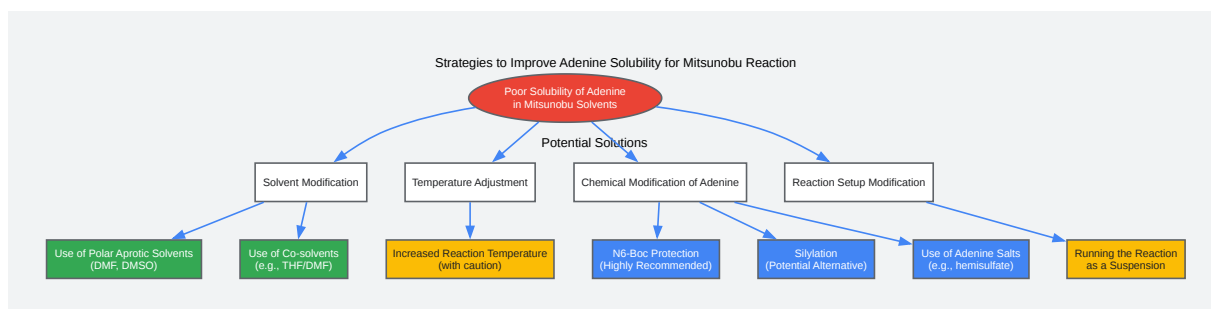 Strategies to Improve Adenine Solubility for Mitsunobu Reaction
Poor Solubility of Adenine
in Mitsunobu Solvents
Potential Solutions
Solvent Modification
Temperature Adjustment
Chemical Modification of Adenine
Reaction Setup Modification
Use of Polar Aprotic Solvents
(DMF, DMSO)
Use of Co-solvents
(e.g., THF/DMF)
Increased Reaction Temperature
(with caution)
N6-Boc Protection
(Highly Recommended)
Silylation
(Potential Alternative)
Use of Adenine Salts
(e.g., hemisulfate)
Running the Reaction
as a Suspension